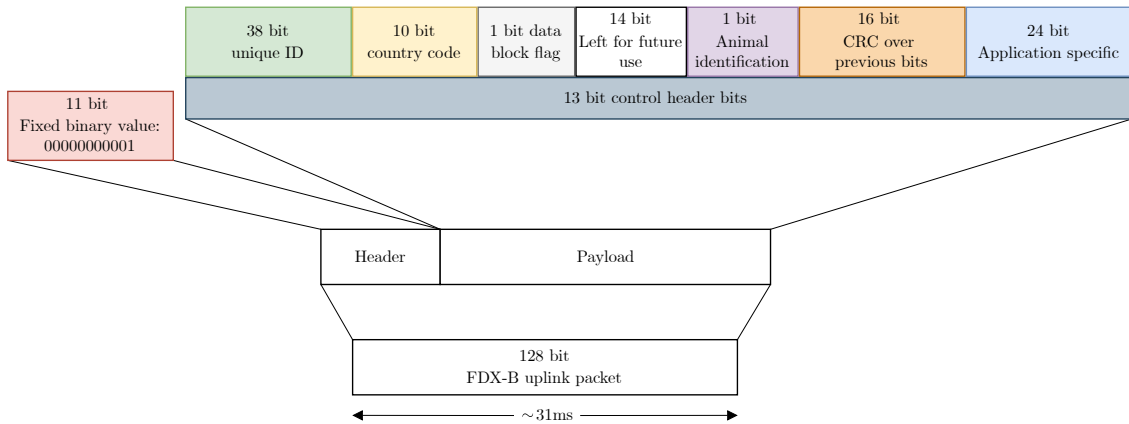 38 bit
unique ID
10 bit
country code
1 bit data
block flag
14 bit
Left for future
use
1 bit
Animal
identification
16 bit
CRC over
previous bits
24 bit
Application specific
13 bit control header bits
11 bit
Fixed binary value:
00000000001
Header
Payload
128 bit
FDX-B uplink packet
~31ms